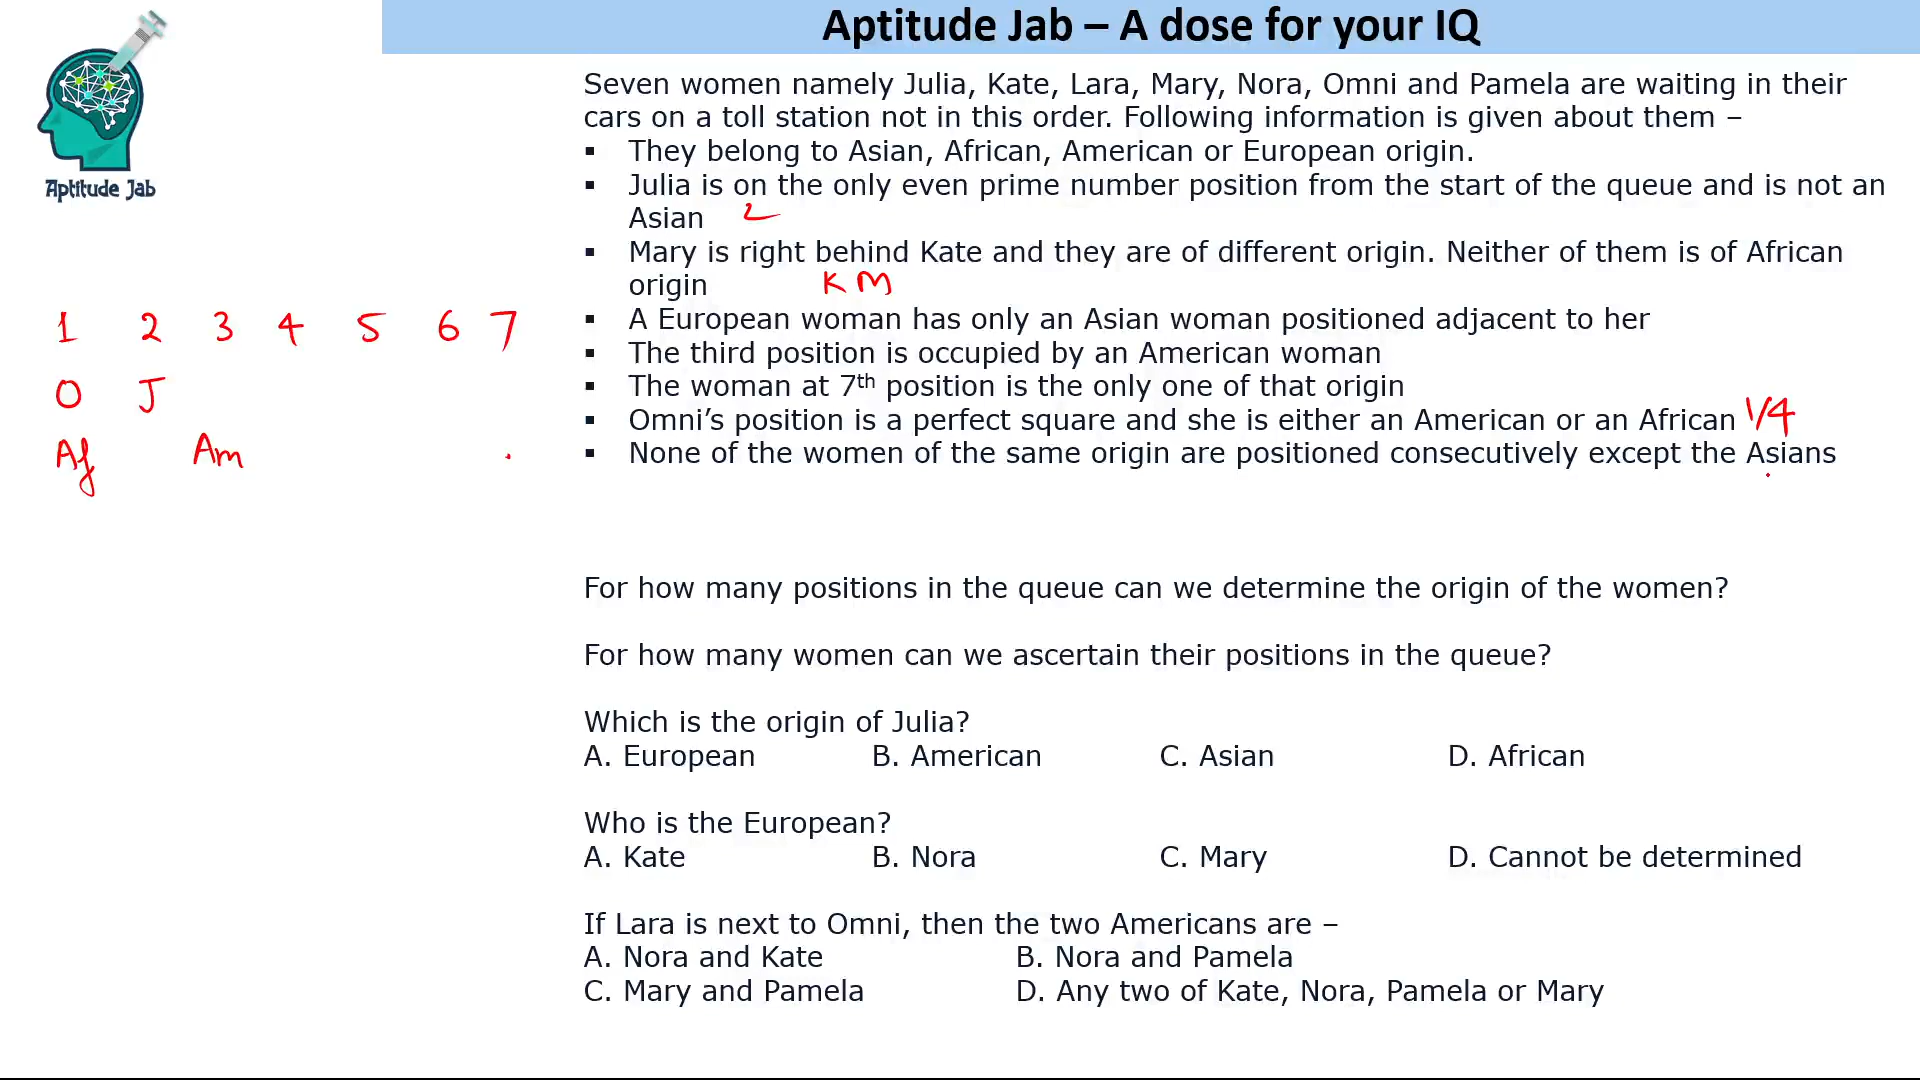 Aptitude Jab – A dose for your IQ
Aptitude Jab
Seven women namely Julia, Kate, Lara, Mary, Nora, Omni and Pamela are waiting in their
cars on a toll station not in this order. Following information is given about them –
▪ They belong to Asian, African, American or European origin.
▪ Julia is on the only even prime number position from the start of the queue and is not an
Asian 2
▪ Mary is right behind Kate and they are of different origin. Neither of them is of African
origin K M
▪ A European woman has only an Asian woman positioned adjacent to her
▪ The third position is occupied by an American woman
▪ The woman at 7th position is the only one of that origin
▪ Omni’s position is a perfect square and she is either an American or an African 1/4
▪ None of the women of the same origin are positioned consecutively except the Asians
1 2 3 4 5 6 7
O J
Af Am
For how many positions in the queue can we determine the origin of the women?
For how many women can we ascertain their positions in the queue?
Which is the origin of Julia?
A. European B. American C. Asian D. African
Who is the European?
A. Kate B. Nora C. Mary D. Cannot be determined
If Lara is next to Omni, then the two Americans are –
A. Nora and Kate B. Nora and Pamela
C. Mary and Pamela D. Any two of Kate, Nora, Pamela or Mary